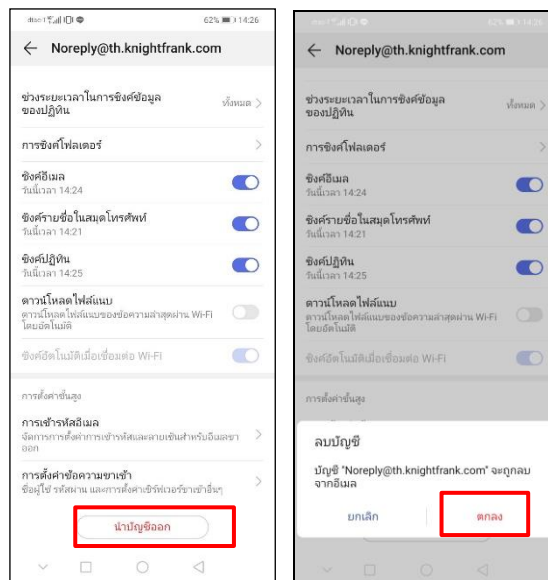 62% 14:26
Noreply@th.knightfrank.com
ช่วงระยะเวลาในการซิงค์ข้อมูล
ของปฏิทิน
ทั้งหมด
การซิงค์โฟลเดอร์
ซิงค์อีเมล
วันนี้เวลา 14:24
ซิงค์รายชื่อในสมุดโทรศัพท์
วันนี้เวลา 14:21
ซิงค์ปฏิทิน
วันนี้เวลา 14:25
ดาวน์โหลดไฟล์แนบ
ดาวน์โหลดไฟล์แนบของข้อความล่าสุดผ่าน Wi-Fi
โดยอัตโนมัติ
ซิงค์อัตโนมัติเมื่อเชื่อมต่อ Wi-Fi
การตั้งค่าขั้นสูง
การเข้ารหัสอีเมล
จัดการการตั้งค่าการเข้ารหัสและลายเซ็นสำหรับอีเมลขา
ออก
การตั้งค่าข้อความขาเข้า
ชื่อผู้ใช้ รหัสผ่าน และการตั้งค่าเซิร์ฟเวอร์ขาเข้าอื่นๆ
นำบัญชีออก
62% 14:26
Noreply@th.knightfrank.com
ช่วงระยะเวลาในการซิงค์ข้อมูล
ของปฏิทิน
ทั้งหมด
การซิงค์โฟลเดอร์
ซิงค์อีเมล
วันนี้เวลา 14:24
ซิงค์รายชื่อในสมุดโทรศัพท์
วันนี้เวลา 14:21
ซิงค์ปฏิทิน
วันนี้เวลา 14:25
ดาวน์โหลดไฟล์แนบ
ดาวน์โหลดไฟล์แนบของข้อความล่าสุดผ่าน Wi-Fi
โดยอัตโนมัติ
ซิงค์อัตโนมัติเมื่อเชื่อมต่อ Wi-Fi
การตั้งค่าขั้นสูง
ลบบัญชี
บัญชี "Noreply@th.knightfrank.com" จะถูกลบ
จากอีเมล
ยกเลิก
ตกลง